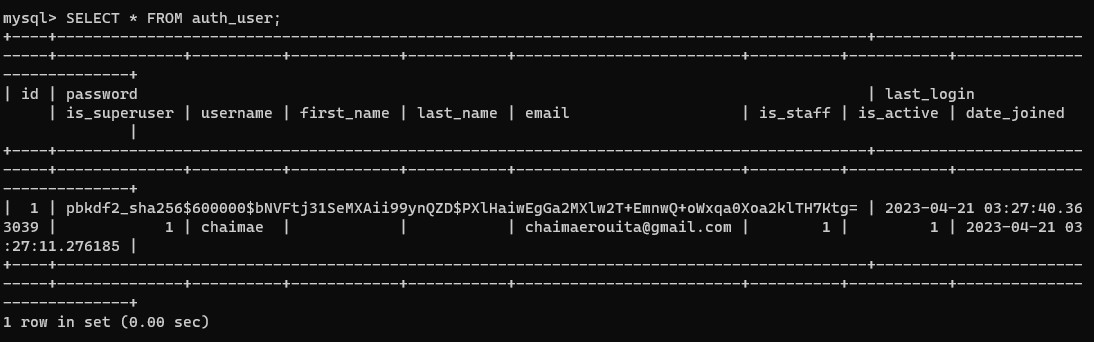 mysql> SELECT * FROM auth_user;
+----+------------------------------------------------------------------------------------------+-----------------------
-----+--------------+----------+------------+-----------+-------------------------+----------+-----------+--------------
--------------+
| id | password                                                                                 | last_login
     | is_superuser | username | first_name | last_name | email                   | is_staff | is_active | date_joined
              |
+----+------------------------------------------------------------------------------------------+-----------------------
-----+--------------+----------+------------+-----------+-------------------------+----------+-----------+--------------
--------------+
|  1 | pbkdf2_sha256$600000$bNVFtj31SeMXAii99ynQZD$PXlHaiwEgGa2MXlw2T+EmnwQ+oWxqa0Xoa2klTH7Ktg= | 2023-04-21 03:27:40.36
3039 |            1 | chaimae  |            |           | chaimaerouita@gmail.com |        1 |         1 | 2023-04-21 03
:27:11.276185 |
+----+------------------------------------------------------------------------------------------+-----------------------
-----+--------------+----------+------------+-----------+-------------------------+----------+-----------+--------------
--------------+
1 row in set (0.00 sec)